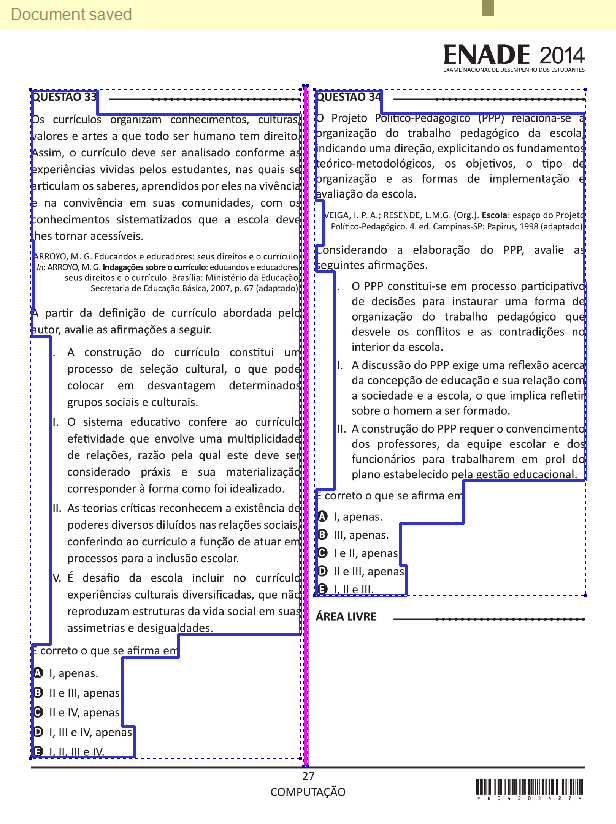 Document saved
ENADE 2014
EXAME NACIONAL DE DESEMPENHO DOS ESTUDANTES
QUESTÃO 33
Os currículos organizam conhecimentos, culturas,
valores e artes a que todo ser humano tem direito.
Assim, o currículo deve ser analisado conforme as
experiências vividas pelos estudantes, nas quais se
articulam os saberes, aprendidos por eles na vivência
e na convivência em suas comunidades, com os
conhecimentos sistematizados que a escola deve
lhes tornar acessíveis.
ARROYO, M. G. Educandos e educadores: seus direitos e o currículo.
In: ARROYO, M. G. Indagações sobre o currículo: educandos e educadores:
seus direitos e o currículo. Brasília: Ministério da Educação,
Secretaria de Educação Básica, 2007, p. 67 (adaptado).
A partir da definição de currículo abordada pelo
autor, avalie as afirmações a seguir.
I. A construção do currículo constitui um
processo de seleção cultural, o que pode
colocar em desvantagem determinados
grupos sociais e culturais.
II. O sistema educativo confere ao currículo
efetividade que envolve uma multiplicidade
de relações, razão pela qual este deve ser
considerado práxis e sua materialização
corresponder à forma como foi idealizado.
III. As teorias críticas reconhecem a existência de
poderes diversos diluídos nas relações sociais,
conferindo ao currículo a função de atuar em
processos para a inclusão escolar.
IV. É desafio da escola incluir no currículo
experiências culturais diversificadas, que não
reproduzam estruturas da vida social em suas
assimetrias e desigualdades.
É correto o que se afirma em
A I, apenas.
B II e III, apenas.
C II e IV, apenas.
D I, III e IV, apenas.
E I, II, III e IV.
QUESTÃO 34
O Projeto Político-Pedagógico (PPP) relaciona-se à
organização do trabalho pedagógico da escola,
indicando uma direção, explicitando os fundamentos
teórico-metodológicos, os objetivos, o tipo de
organização e as formas de implementação e
avaliação da escola.
VEIGA, I. P. A.; RESENDE, L.M.G. (Org.). Escola: espaço do Projeto
Político-Pedagógico. 4. ed. Campinas-SP: Papirus, 1998 (adaptado).
Considerando a elaboração do PPP, avalie as
seguintes afirmações.
I. O PPP constitui-se em processo participativo
de decisões para instaurar uma forma de
organização do trabalho pedagógico que
desvele os conflitos e as contradições no
interior da escola.
II. A discussão do PPP exige uma reflexão acerca
da concepção de educação e sua relação com
a sociedade e a escola, o que implica refletir
sobre o homem a ser formado.
III. A construção do PPP requer o convencimento
dos professores, da equipe escolar e dos
funcionários para trabalharem em prol do
plano estabelecido pela gestão educacional.
É correto o que se afirma em
A I, apenas.
B III, apenas.
C I e II, apenas.
D II e III, apenas.
E I, II e III.
ÁREA LIVRE
27
COMPUTAÇÃO